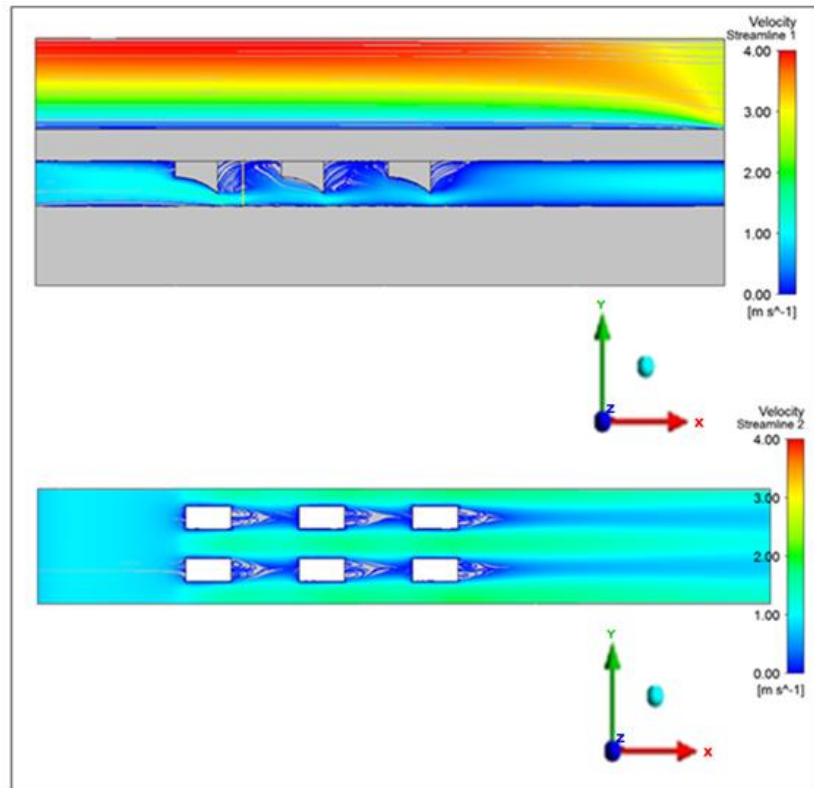 Velocity
Streamline 1
4.00
3.00
2.00
1.00
0.00
[m s^-1]
Y
Z
X
Velocity
Streamline 2
4.00
3.00
2.00
1.00
0.00
[m s^-1]
Y
Z
X